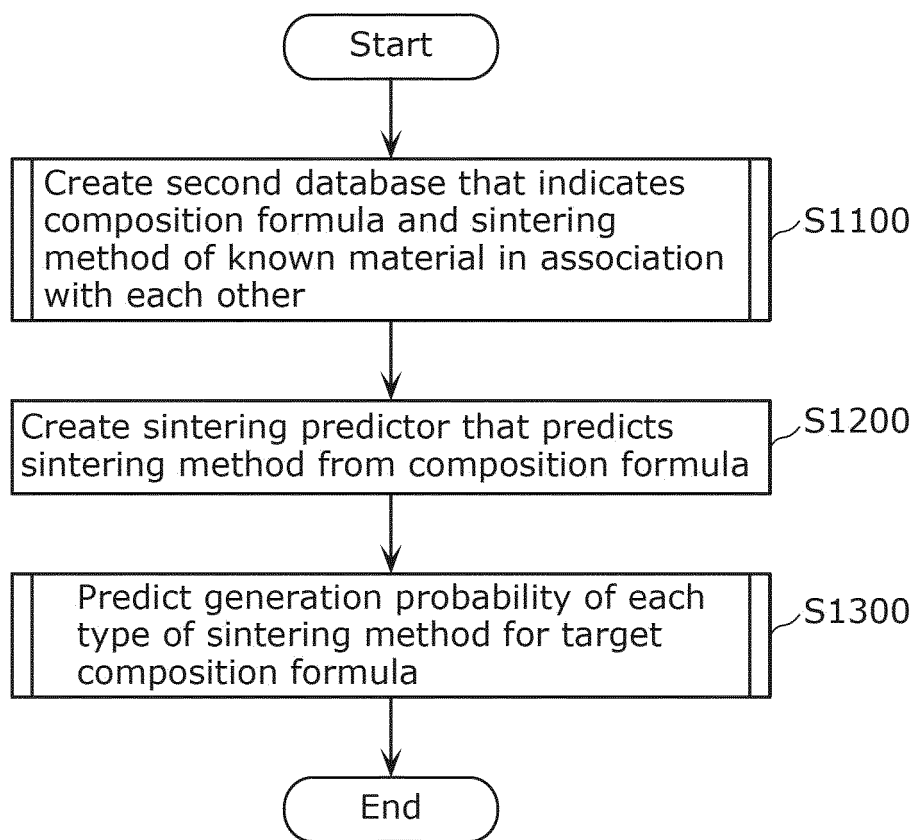 Start
Create second database that indicates
composition formula and sintering
method of known material in association
with each other
S1100
Create sintering predictor that predicts
sintering method from composition formula
S1200
Predict generation probability of each
type of sintering method for target
composition formula
S1300
End